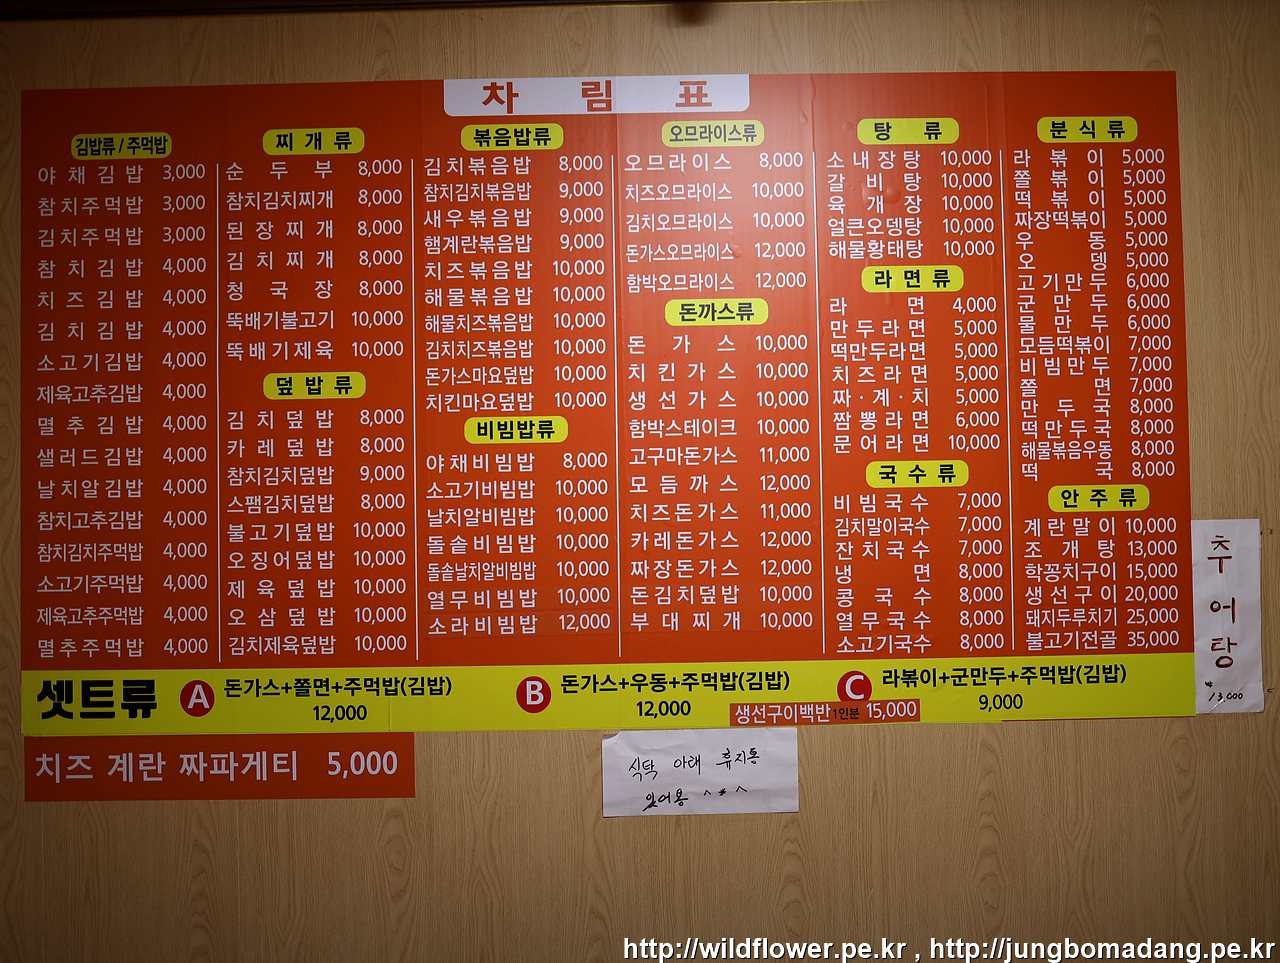 차림표
김밥류 / 주먹밥
야채김밥 3,000
참치주먹밥 3,000
김치주먹밥 3,000
참치김밥 4,000
치즈김밥 4,000
김치김밥 4,000
소고기김밥 4,000
제육고추김밥 4,000
멸추김밥 4,000
샐러드김밥 4,000
날치알김밥 4,000
참치고추김밥 4,000
참치김치주먹밥 4,000
소고기주먹밥 4,000
제육고추주먹밥 4,000
멸추주먹밥 4,000
찌개류
순두부 8,000
참치김치찌개 8,000
된장찌개 8,000
김치찌개 8,000
청국장 8,000
뚝배기불고기 10,000
뚝배기제육 10,000
덮밥류
김치덮밥 8,000
카레덮밥 8,000
참치김치덮밥 9,000
스팸김치덮밥 8,000
불고기덮밥 10,000
오징어덮밥 10,000
제육덮밥 10,000
오삼덮밥 10,000
김치제육덮밥 10,000
볶음밥류
김치볶음밥 8,000
참치김치볶음밥 9,000
새우볶음밥 9,000
햄계란볶음밥 9,000
치즈볶음밥 10,000
해물볶음밥 10,000
해물치즈볶음밥 10,000
김치치즈볶음밥 10,000
돈가스마요덮밥 10,000
치킨마요덮밥 10,000
비빔밥류
야채비빔밥 8,000
소고기비빔밥 10,000
날치알비빔밥 10,000
돌솥비빔밥 10,000
돌솥날치알비빔밥 10,000
열무비빔밥 10,000
소라비빔밥 12,000
오므라이스류
오므라이스 8,000
치즈오므라이스 10,000
김치오므라이스 10,000
돈가스오므라이스 12,000
함박오므라이스 12,000
돈까스류
돈가스 10,000
치킨가스 10,000
생선가스 10,000
함박스테이크 10,000
고구마돈가스 11,000
모듬까스 12,000
치즈돈가스 11,000
카레돈가스 12,000
짜장돈가스 12,000
돈김치덮밥 10,000
부대찌개 10,000
탕류
소내장탕 10,000
갈비탕 10,000
육개장 10,000
얼큰오뎅탕 10,000
해물황태탕 10,000
라면류
라면 4,000
만두라면 5,000
떡만두라면 5,000
치즈라면 5,000
짜·계·치 5,000
짬뽕라면 6,000
문어라면 10,000
국수류
비빔국수 7,000
김치말이국수 7,000
잔치국수 7,000
냉면 8,000
콩국수 8,000
열무국수 8,000
소고기국수 8,000
분식류
라볶이 5,000
쫄볶이 5,000
떡볶이 5,000
짜장떡볶이 5,000
우동 5,000
오뎅 5,000
고기만두 6,000
군만두 6,000
물만두 6,000
모듬떡볶이 7,000
비빔만두 7,000
쫄면 7,000
만두국 8,000
떡만두국 8,000
해물볶음우동 8,000
떡국 8,000
안주류
계란말이 10,000
조개탕 13,000
학꽁치구이 15,000
생선구이 20,000
돼지두루치기 25,000
불고기전골 35,000
셋트류
A 돈가스+쫄면+주먹밥(김밥) 12,000
B 돈가스+우동+주먹밥(김밥) 12,000
C 라볶이+군만두+주먹밥(김밥) 9,000
생선구이백반 1인분 15,000
치즈 계란 짜파게티 5,000
식탁 아래 휴지통
있어용 ^*^
추어탕
₩13,000
http://wildflower.pe.kr , http://jungbomadang.pe.kr